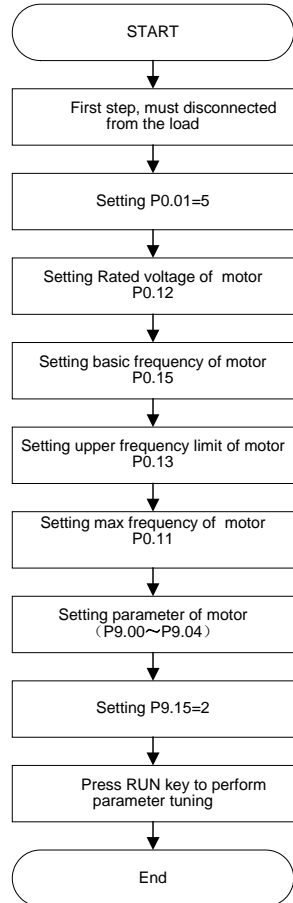 START
First step, must disconnected
from the load
Setting P0.01=5
Setting Rated voltage of motor
P0.12
Setting basic frequency of motor
P0.15
Setting upper frequency limit of motor
P0.13
Setting max frequency of motor
P0.11
Setting parameter of motor
（P9.00～P9.04）
Setting P9.15=2
Press RUN key to perform
parameter tuning
End